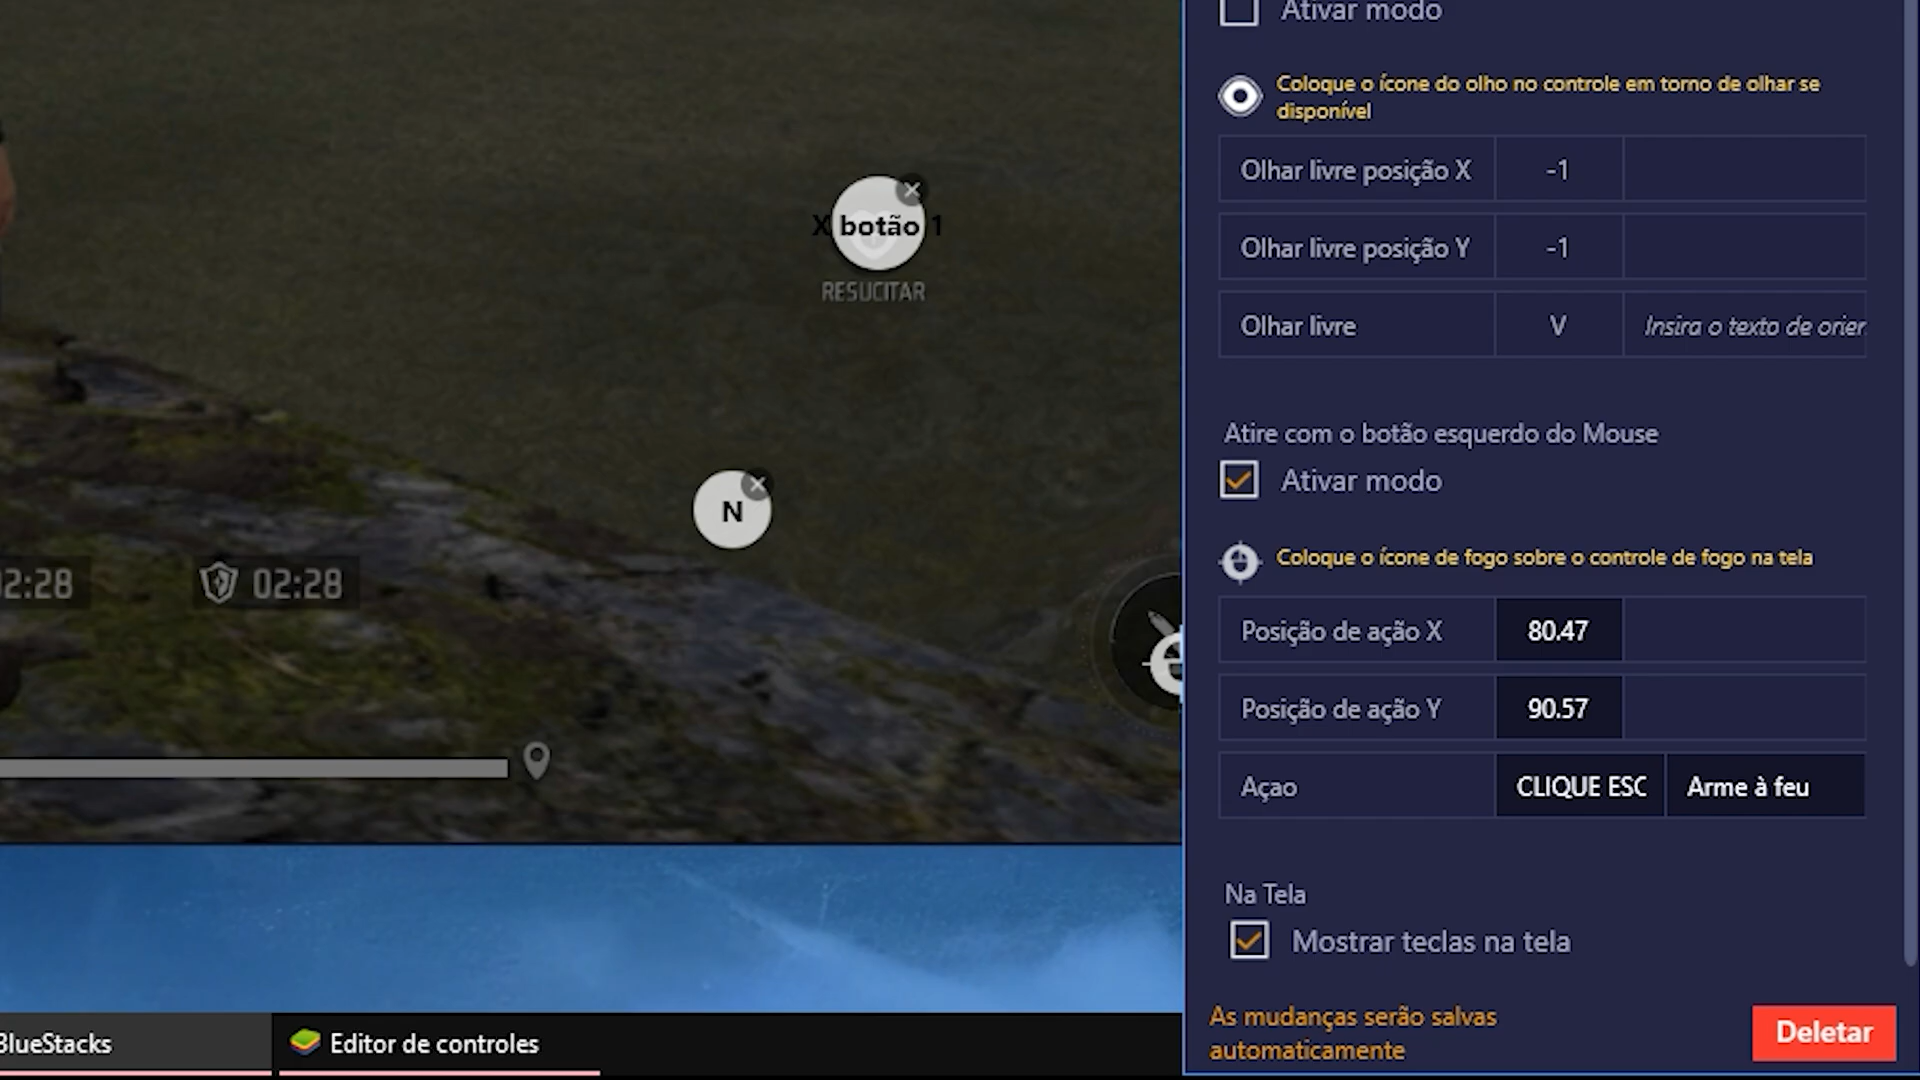 Ativar modo
Coloque o ícone do olho no controle em torno de olhar se
disponível
Olhar livre posição X
-1
Olhar livre posição Y
-1
Olhar livre
V
Insira o texto de orier
X botão 1
RESUCITAR
N
Atire com o botão esquerdo do Mouse
Ativar modo
Coloque o ícone de fogo sobre o controle de fogo na tela
Posição de ação X
80.47
Posição de ação Y
90.57
Açao
CLIQUE ESC
Arme à feu
02:28
02:28
Na Tela
Mostrar teclas na tela
As mudanças serão salvas
automaticamente
Deletar
BlueStacks
Editor de controles